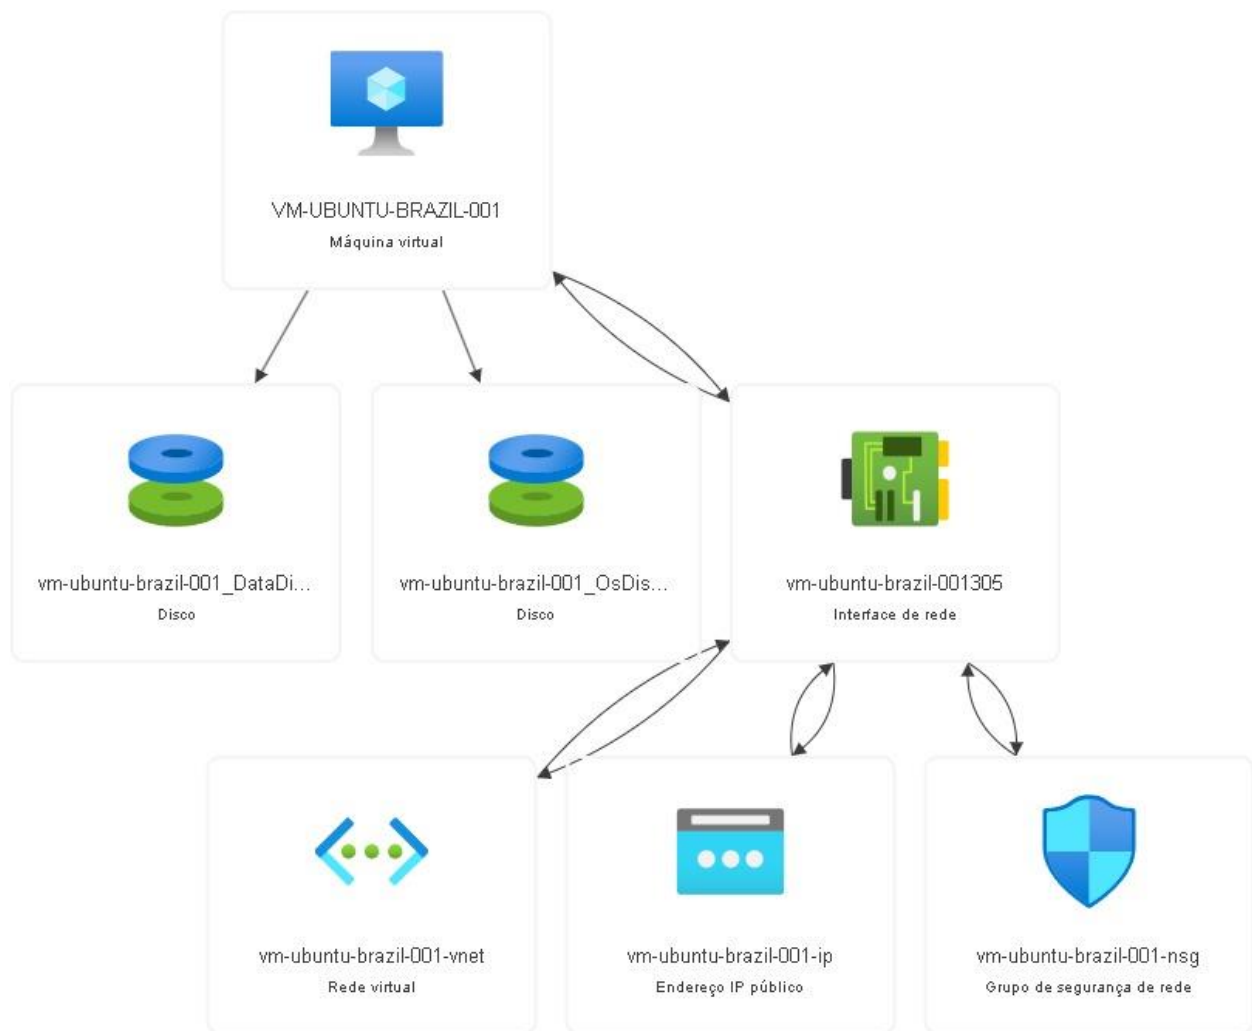 VM-UBUNTU-BRAZIL-001
Máquina virtual
vm-ubuntu-brazil-001_DataDi...
Disco
vm-ubuntu-brazil-001_OsDis...
Disco
vm-ubuntu-brazil-001305
Interface de rede
vm-ubuntu-brazil-001-vnet
Rede virtual
vm-ubuntu-brazil-001-ip
Endereço IP público
vm-ubuntu-brazil-001-nsg
Grupo de segurança de rede